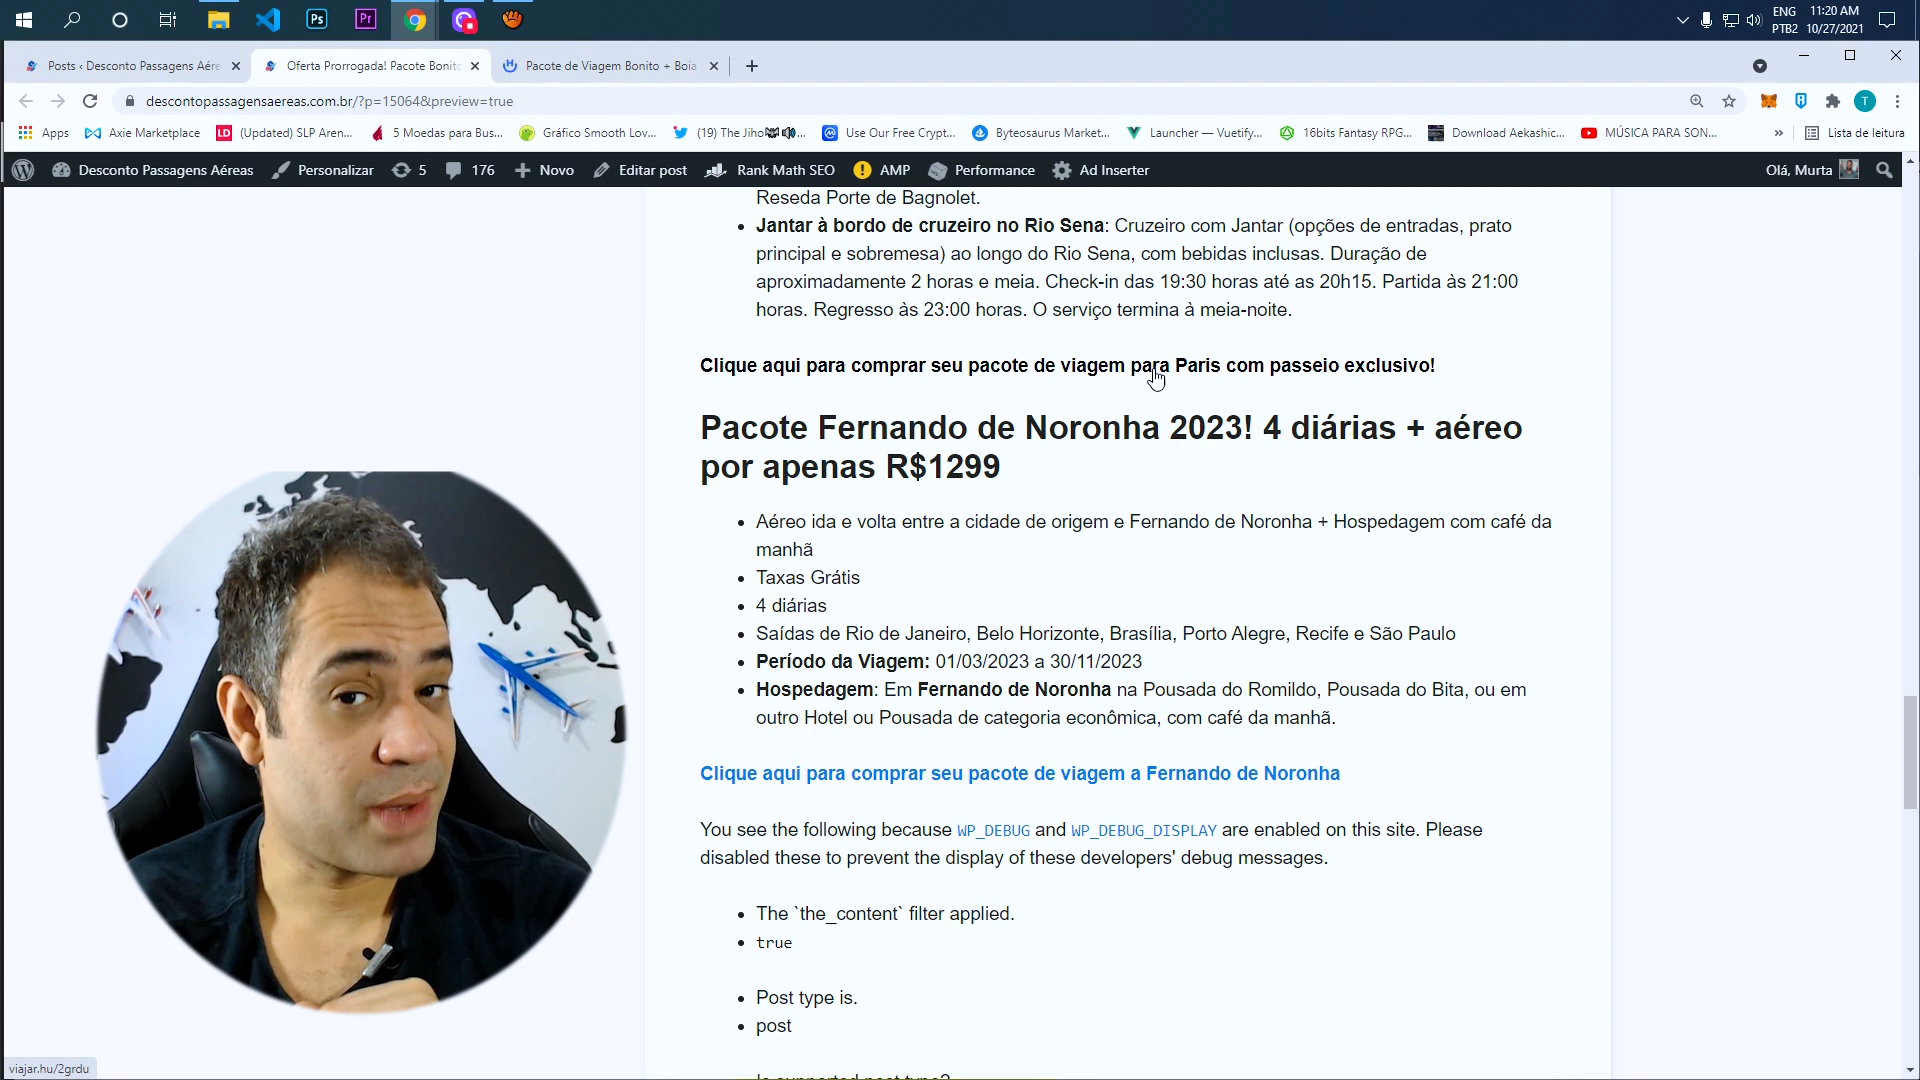 ENG
11:20 AM
PTB2
10/27/2021
Posts ‹ Desconto Passagens Aére
Oferta Prorrogada! Pacote Bonito
Pacote de Viagem Bonito + Boia
descontopassagensaereas.com.br/?p=15064&preview=true
Apps
Axie Marketplace
(Updated) SLP Aren...
5 Moedas para Bus...
Gráfico Smooth Lov...
(19) The Jiho
Use Our Free Crypt...
Byteosaurus Market...
Launcher — Vuetify...
16bits Fantasy RPG...
Download Aekashic...
MÚSICA PARA SON...
»
Lista de leitura
Desconto Passagens Aéreas
Personalizar
5
176
Novo
Editar post
Rank Math SEO
AMP
Performance
Ad Inserter
Olá, Murta
Reseda Porte de Bagnolet.
• Jantar à bordo de cruzeiro no Rio Sena: Cruzeiro com Jantar (opções de entradas, prato
principal e sobremesa) ao longo do Rio Sena, com bebidas inclusas. Duração de
aproximadamente 2 horas e meia. Check-in das 19:30 horas até as 20h15. Partida às 21:00
horas. Regresso às 23:00 horas. O serviço termina à meia-noite.
Clique aqui para comprar seu pacote de viagem para Paris com passeio exclusivo!
Pacote Fernando de Noronha 2023! 4 diárias + aéreo
por apenas R$1299
• Aéreo ida e volta entre a cidade de origem e Fernando de Noronha + Hospedagem com café da
manhã
• Taxas Grátis
• 4 diárias
• Saídas de Rio de Janeiro, Belo Horizonte, Brasília, Porto Alegre, Recife e São Paulo
• Período da Viagem: 01/03/2023 a 30/11/2023
• Hospedagem: Em Fernando de Noronha na Pousada do Romildo, Pousada do Bita, ou em
outro Hotel ou Pousada de categoria econômica, com café da manhã.
Clique aqui para comprar seu pacote de viagem a Fernando de Noronha
You see the following because WP_DEBUG and WP_DEBUG_DISPLAY are enabled on this site. Please
disabled these to prevent the display of these developers' debug messages.
• The `the_content` filter applied.
• true
• Post type is.
• post
Is supported post type?
viajar.hu/2grdu